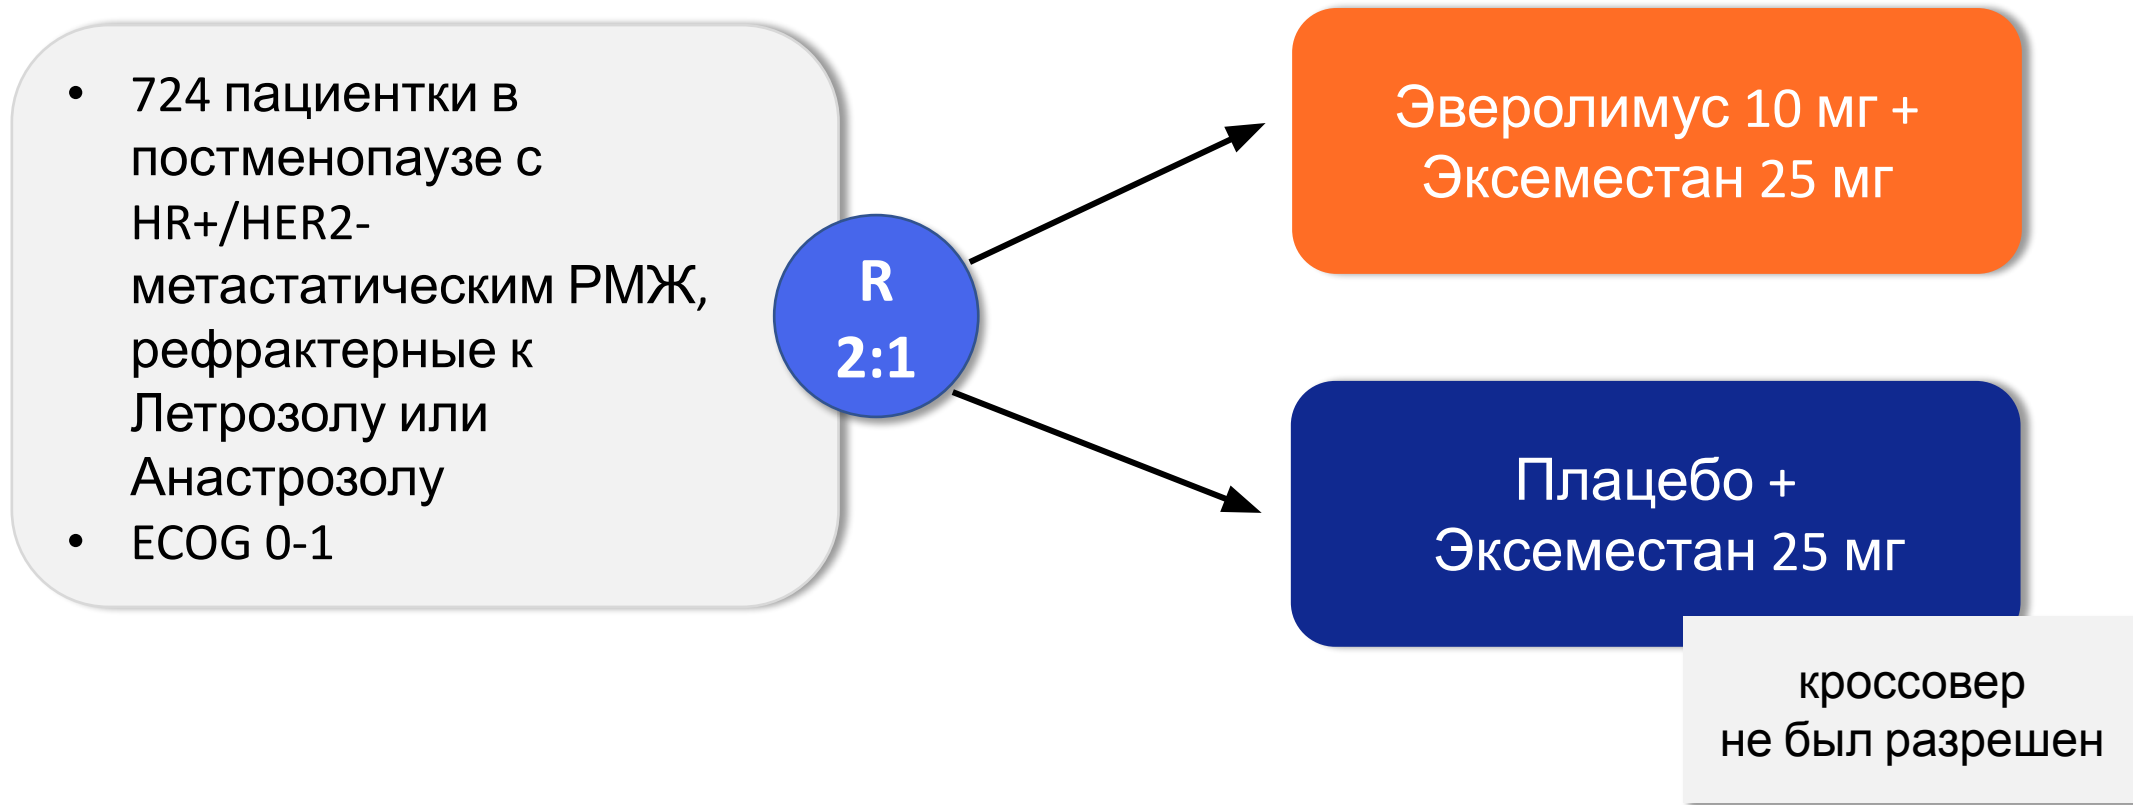 • 724 пациентки в
постменопаузе с
HR+/HER2-
метастатическим РМЖ,
рефрактерные к
Летрозолу или
Анастрозолу
• ECOG 0-1
R
2:1
Эверолимус 10 мг +
Эксеместан 25 мг
Плацебо +
Эксеместан 25 мг
кроссовер
не был разрешен